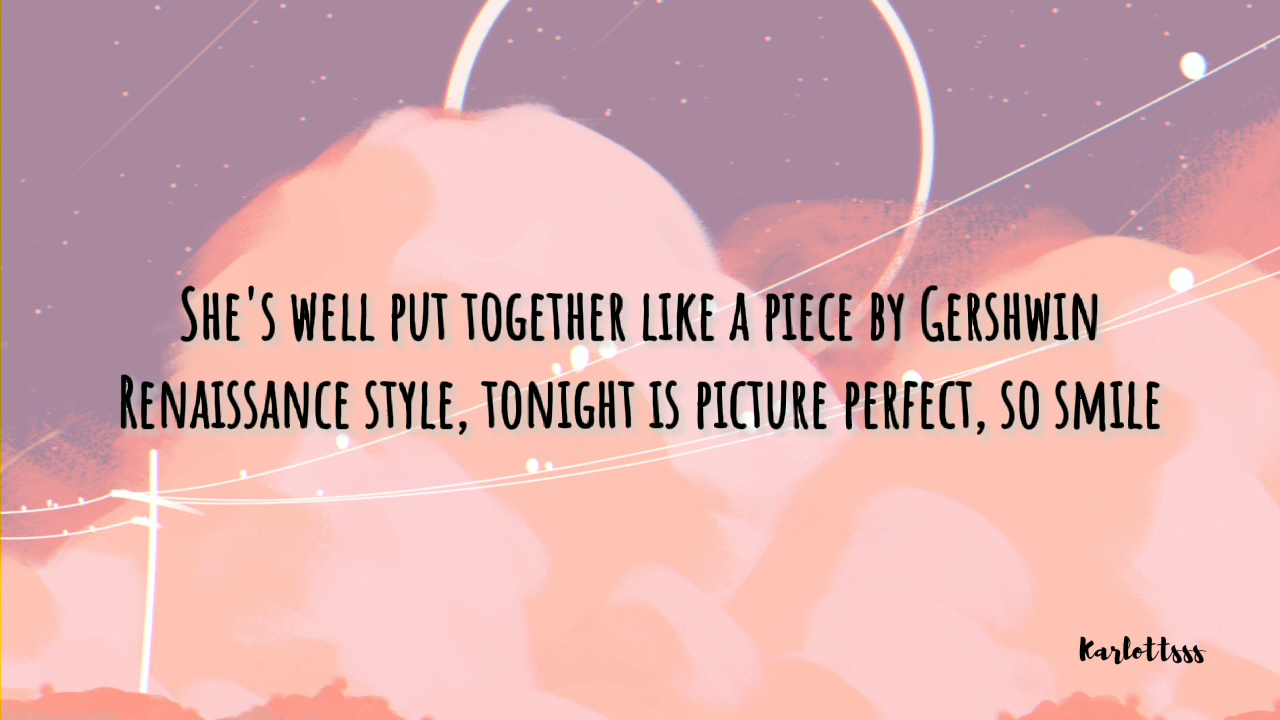 She's well put together like a piece by Gershwin
Renaissance style, tonight is picture perfect, so smile
Karlottsss